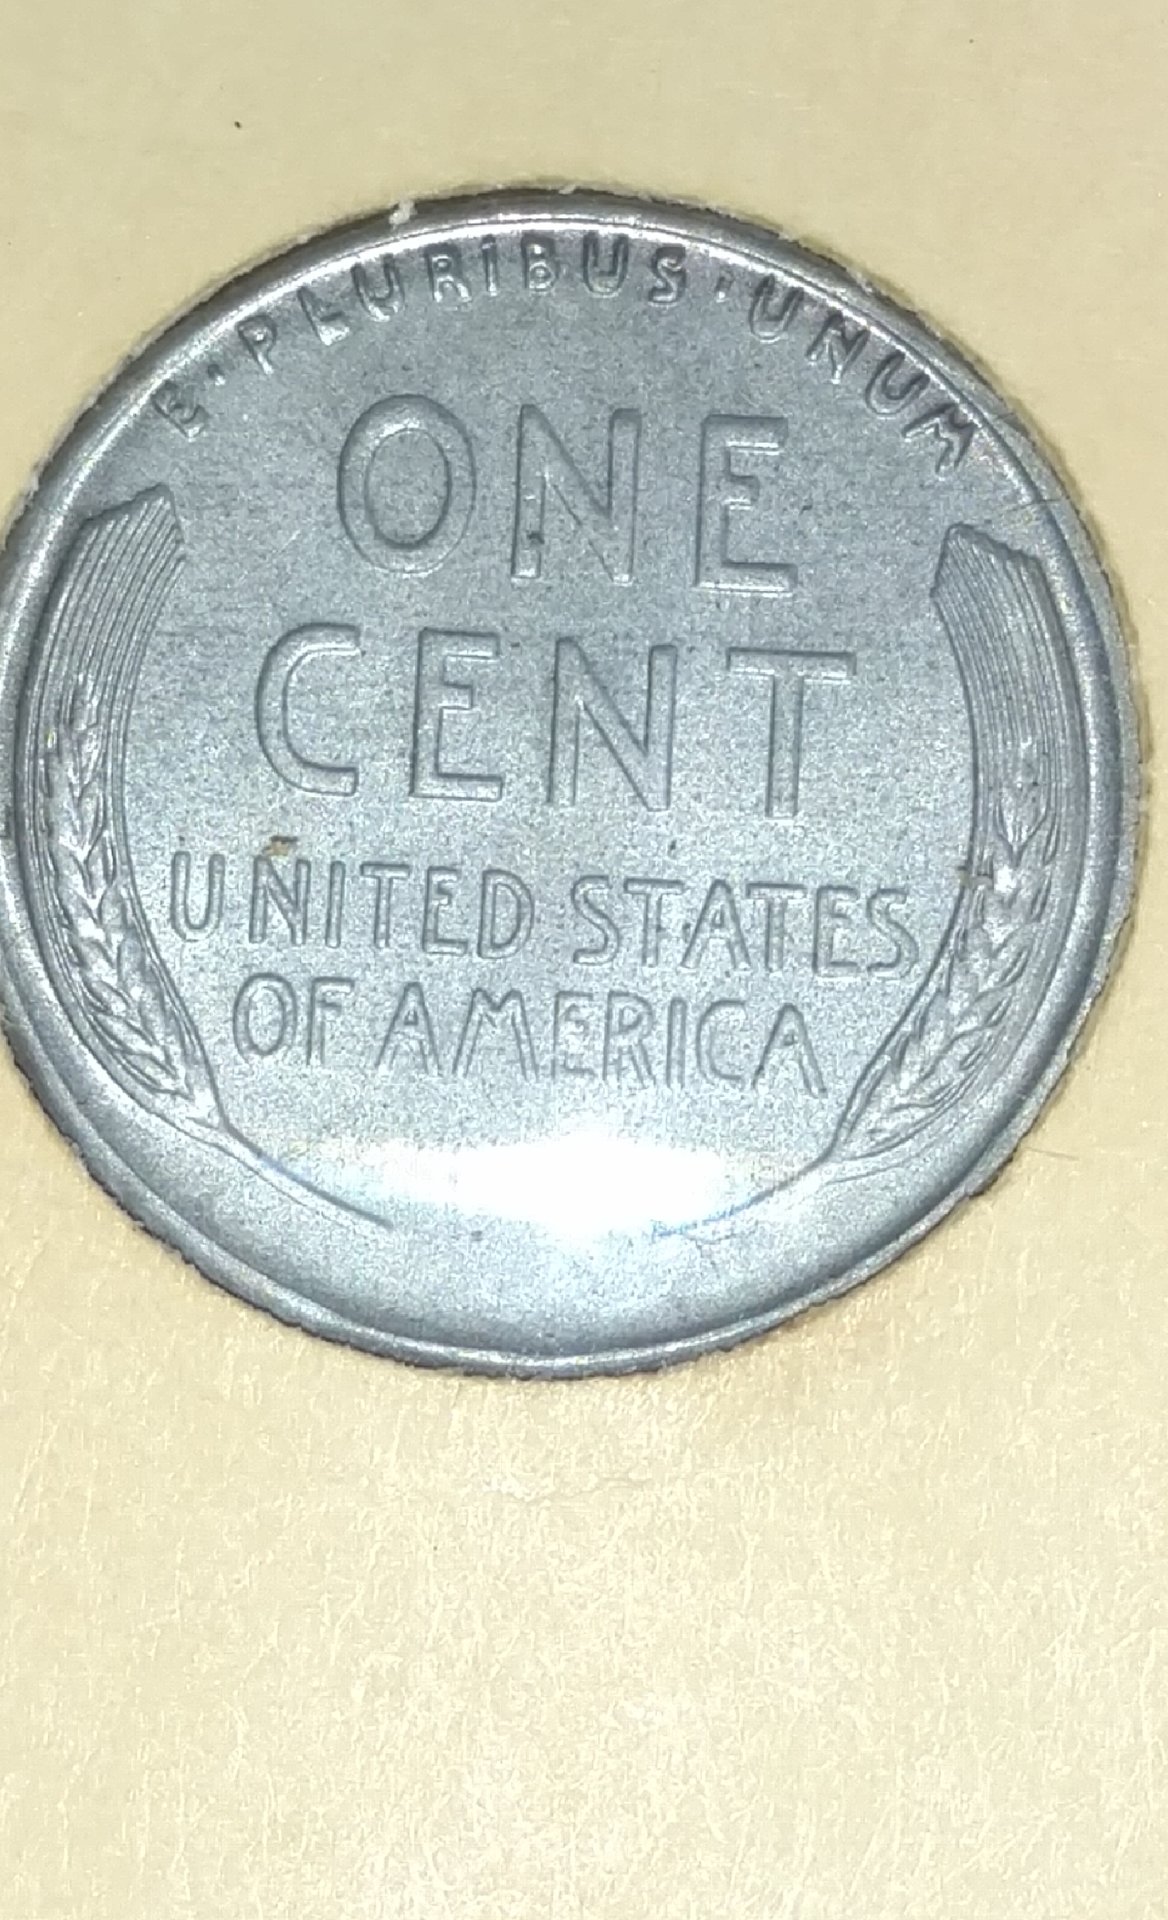 E·PLURIBUS·UNUM
ONE
CENT
UNITED STATES
OF AMERICA